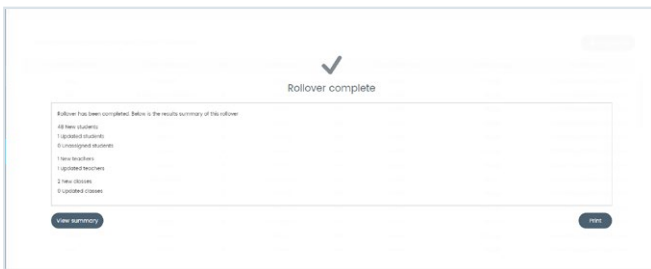 Rollover complete
Rollover has been completed. Below is the results summary of this rollover
48 New students
1 Updated students
0 Unassigned students
1 New teachers
1 Updated teachers
2 New classes
0 Updated classes
View summary
Print